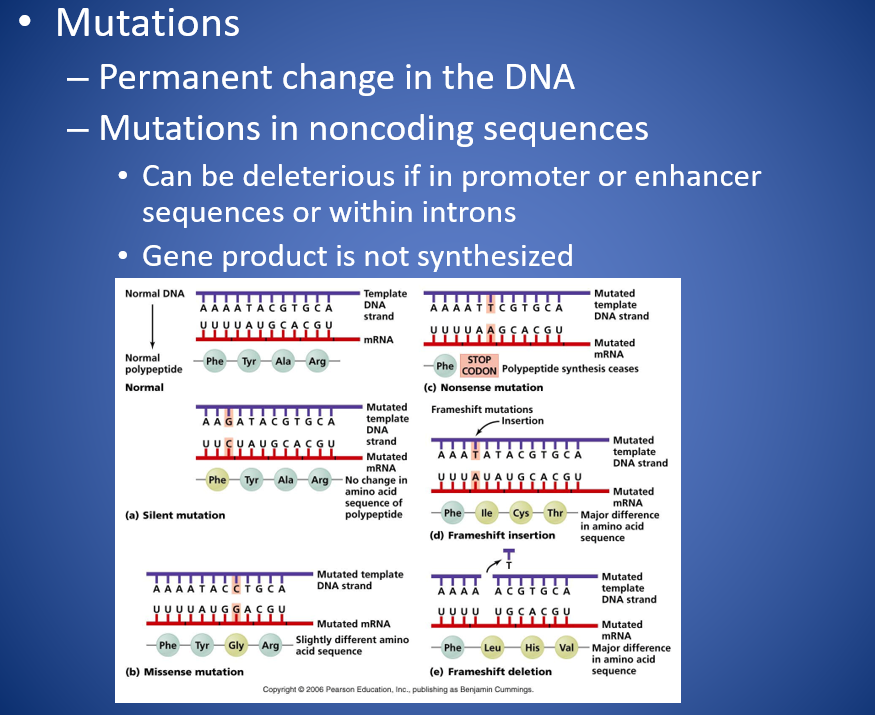 • Mutations
– Permanent change in the DNA
– Mutations in noncoding sequences
• Can be deleterious if in promoter or enhancer
sequences or within introns
• Gene product is not synthesized
Normal DNA
Normal
polypeptide
Normal
A A A A T A C G T G C A
U U U U A U G C A C G U
Template
DNA
strand
mRNA
Phe Tyr Ala Arg
A A G A T A C G T G C A
U U C U A U G C A C G U
Mutated
template
DNA
strand
Mutated
mRNA
Phe Tyr Ala Arg
No change in
amino acid
sequence of
polypeptide
(a) Silent mutation
A A A A T A C C T G C A
U U U U A U G G A C G U
Mutated template
DNA strand
Mutated mRNA
Phe Tyr Gly Arg
Slightly different amino
acid sequence
(b) Missense mutation
A A A A T T C G T G C A
U U U U A A G C A C G U
Mutated
template
DNA strand
Mutated
mRNA
Phe
STOP
CODON
Polypeptide synthesis ceases
(c) Nonsense mutation
Frameshift mutations
Insertion
A A A T A T A C G T G C A
U U U A U A U G C A C G U
Mutated
template
DNA strand
Mutated
mRNA
Phe Ile Cys Thr
Major difference
in amino acid
sequence
(d) Frameshift insertion
T
A A A A A C G T G C A
U U U U U G C A C G U
Mutated
template
DNA strand
Mutated
mRNA
Phe Leu His Val
Major difference
in amino acid
sequence
(e) Frameshift deletion
Copyright © 2006 Pearson Education, Inc., publishing as Benjamin Cummings.